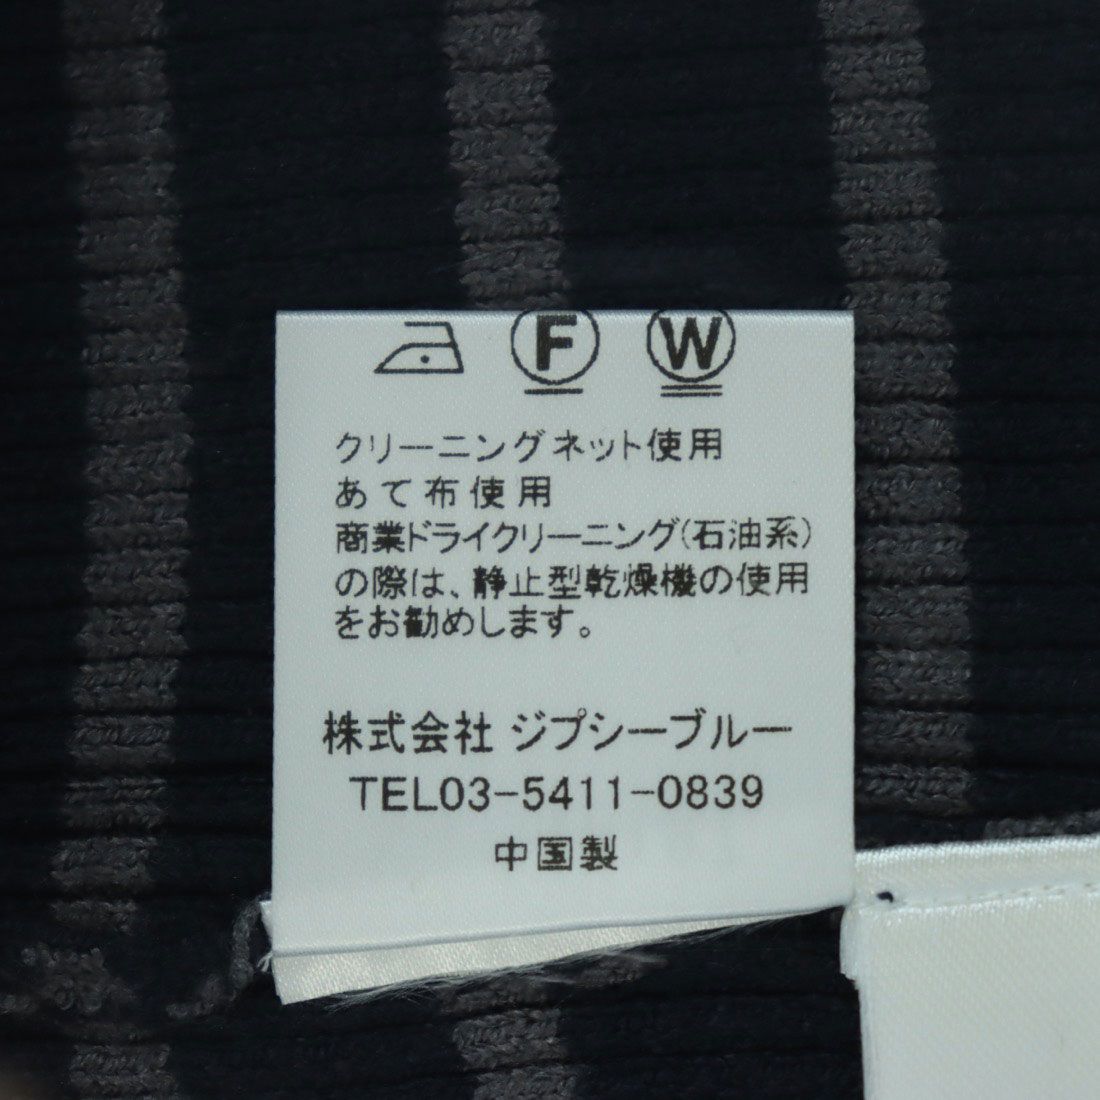 F W
クリーニングネット使用
あて布使用
商業ドライクリーニング(石油系)
の際は、静止型乾燥機の使用
をお勧めします。
株式会社 ジプシーブルー
TEL03-5411-0839
中国製